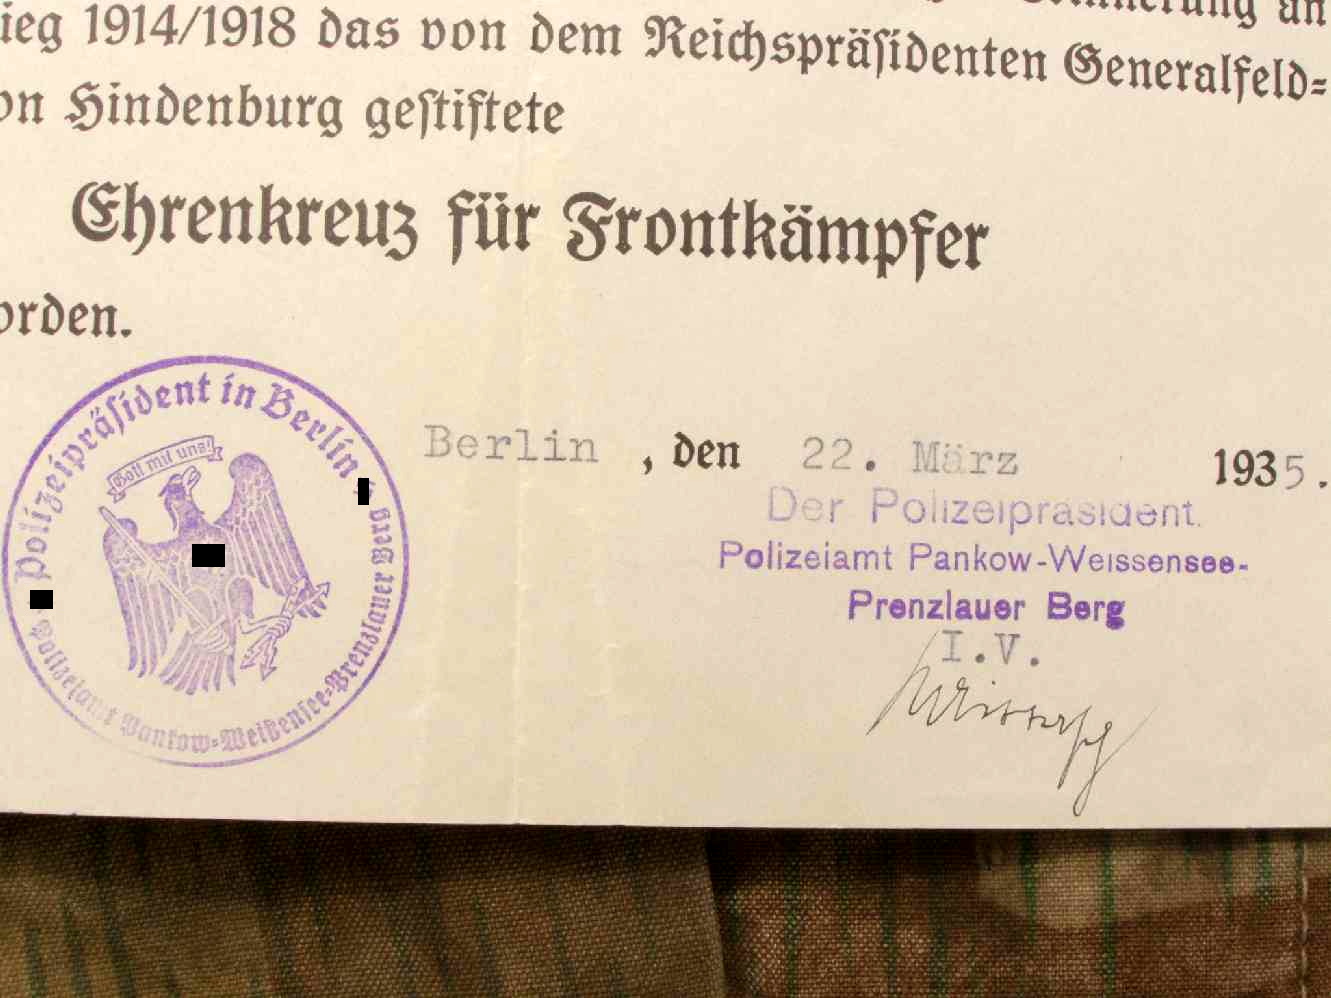 Erinnerung an
ieg 1914/1918 das von dem Reichspräsidenten Generalfeld=
on Hindenburg gestiftete
Ehrenkreuz für Frontkämpfer
orden.
Polizeipräsident in Berlin
Gott mit uns!
Polizeiamt Pankow=Weißensee=Prenzlauer Berg
Berlin, den 22. März 1935.
Der Polizeipräsident.
Polizeiamt Pankow-Weissensee-
Prenzlauer Berg
I.V.